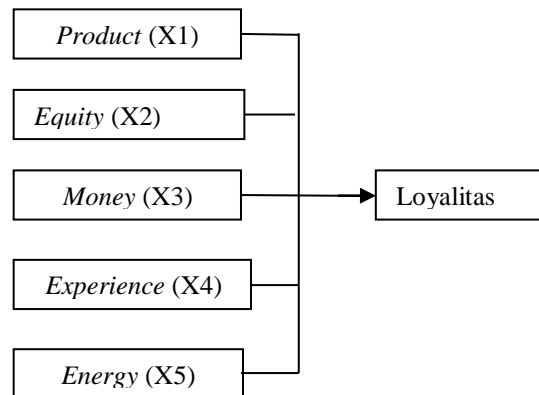 Product (X1)
Equity (X2)
Money (X3)
Loyalitas
Experience (X4)
Energy (X5)